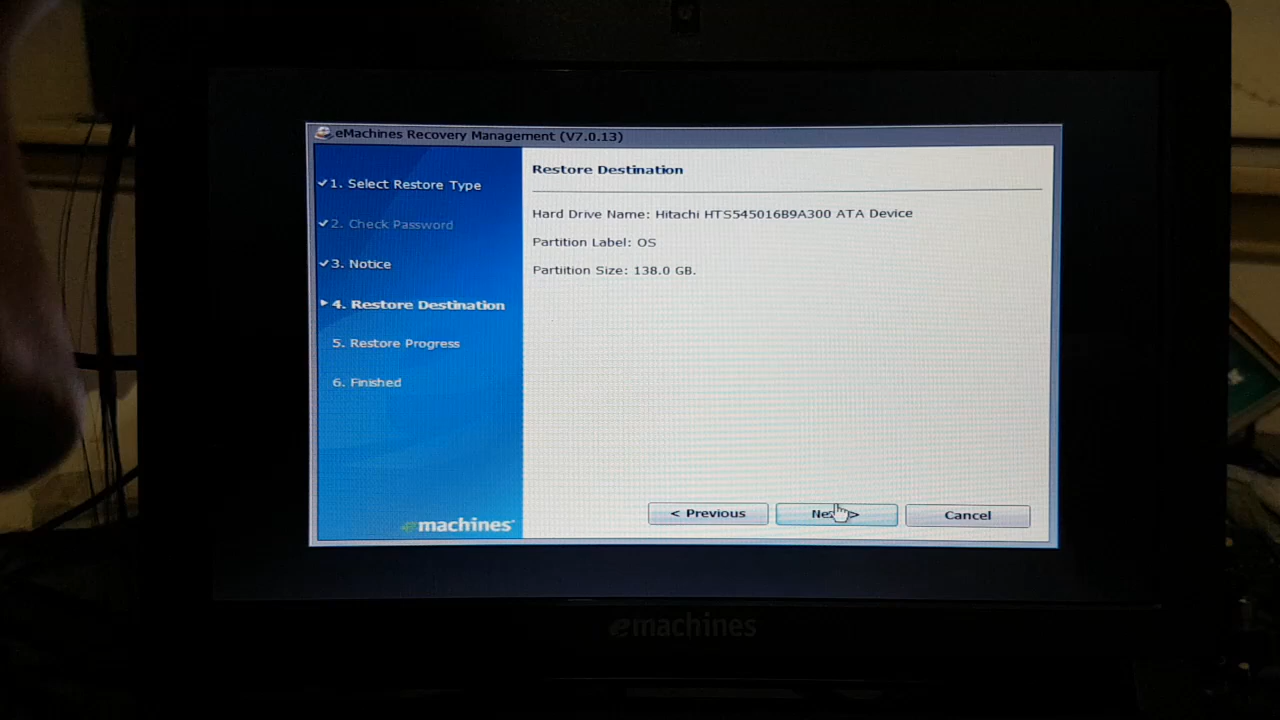 eMachines Recovery Management (V7.0.13)
✓1. Select Restore Type
✓2. Check Password
✓3. Notice
4. Restore Destination
5. Restore Progress
6. Finished
emachines
Restore Destination
Hard Drive Name: Hitachi HTS545016B9A300 ATA Device
Partition Label: OS
Partiition Size: 138.0 GB.
< Previous
Next >
Cancel
emachines